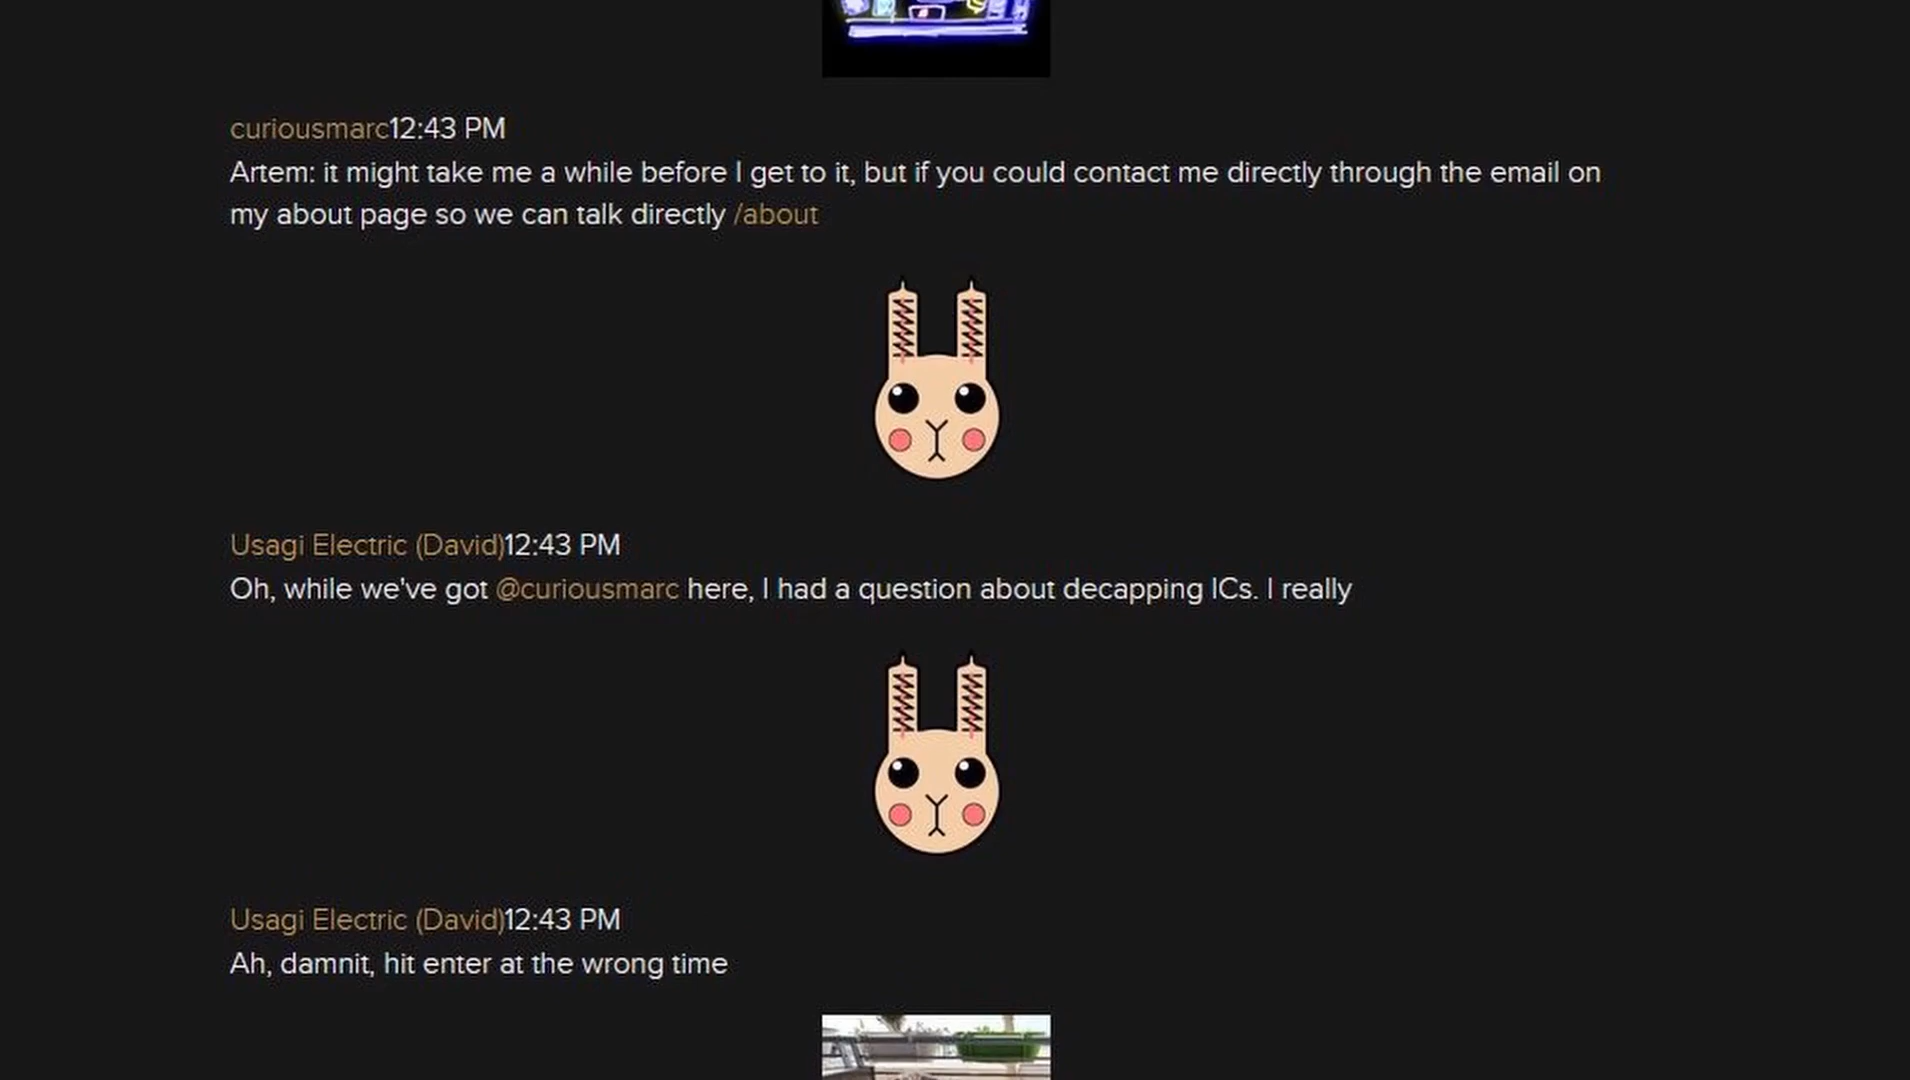 curiousmarc12:43 PM
Artem: it might take me a while before I get to it, but if you could contact me directly through the email on
my about page so we can talk directly /about
Usagi Electric (David)12:43 PM
Oh, while we've got @curiousmarc here, I had a question about decapping ICs. I really
Usagi Electric (David)12:43 PM
Ah, damnit, hit enter at the wrong time